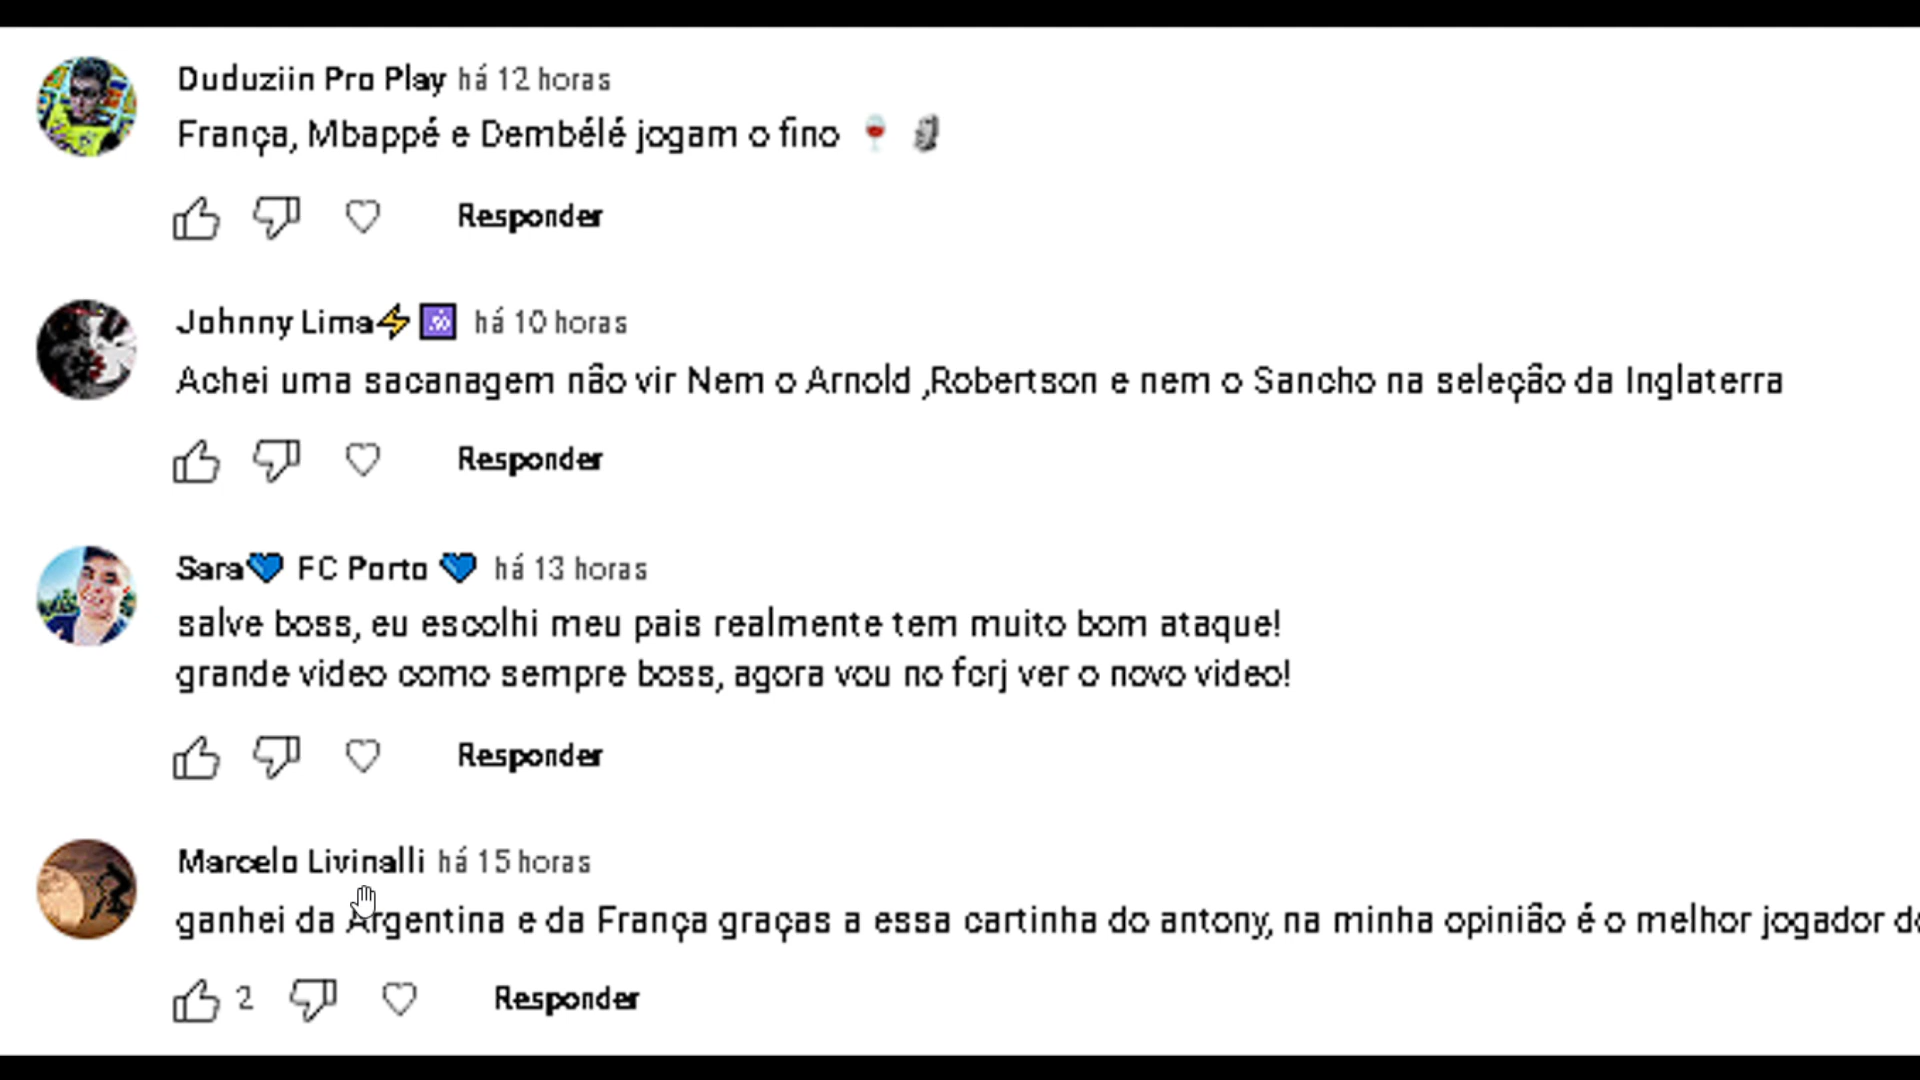 Duduziin Pro Play há 12 horas
França, Mbappé e Dembélé jogam o fino 🍷 🗿
Responder
Johnny Lima⚡ há 10 horas
Achei uma sacanagem não vir Nem o Arnold ,Robertson e nem o Sancho na seleção da Inglaterra
Responder
Sara💙 FC Porto 💙 há 13 horas
salve boss, eu escolhi meu pais realmente tem muito bom ataque!
grande video como sempre boss, agora vou no fcrj ver o novo video!
Responder
Marcelo Livinalli há 15 horas
ganhei da Argentina e da França graças a essa cartinha do antony, na minha opinião é o melhor jogador
2 Responder